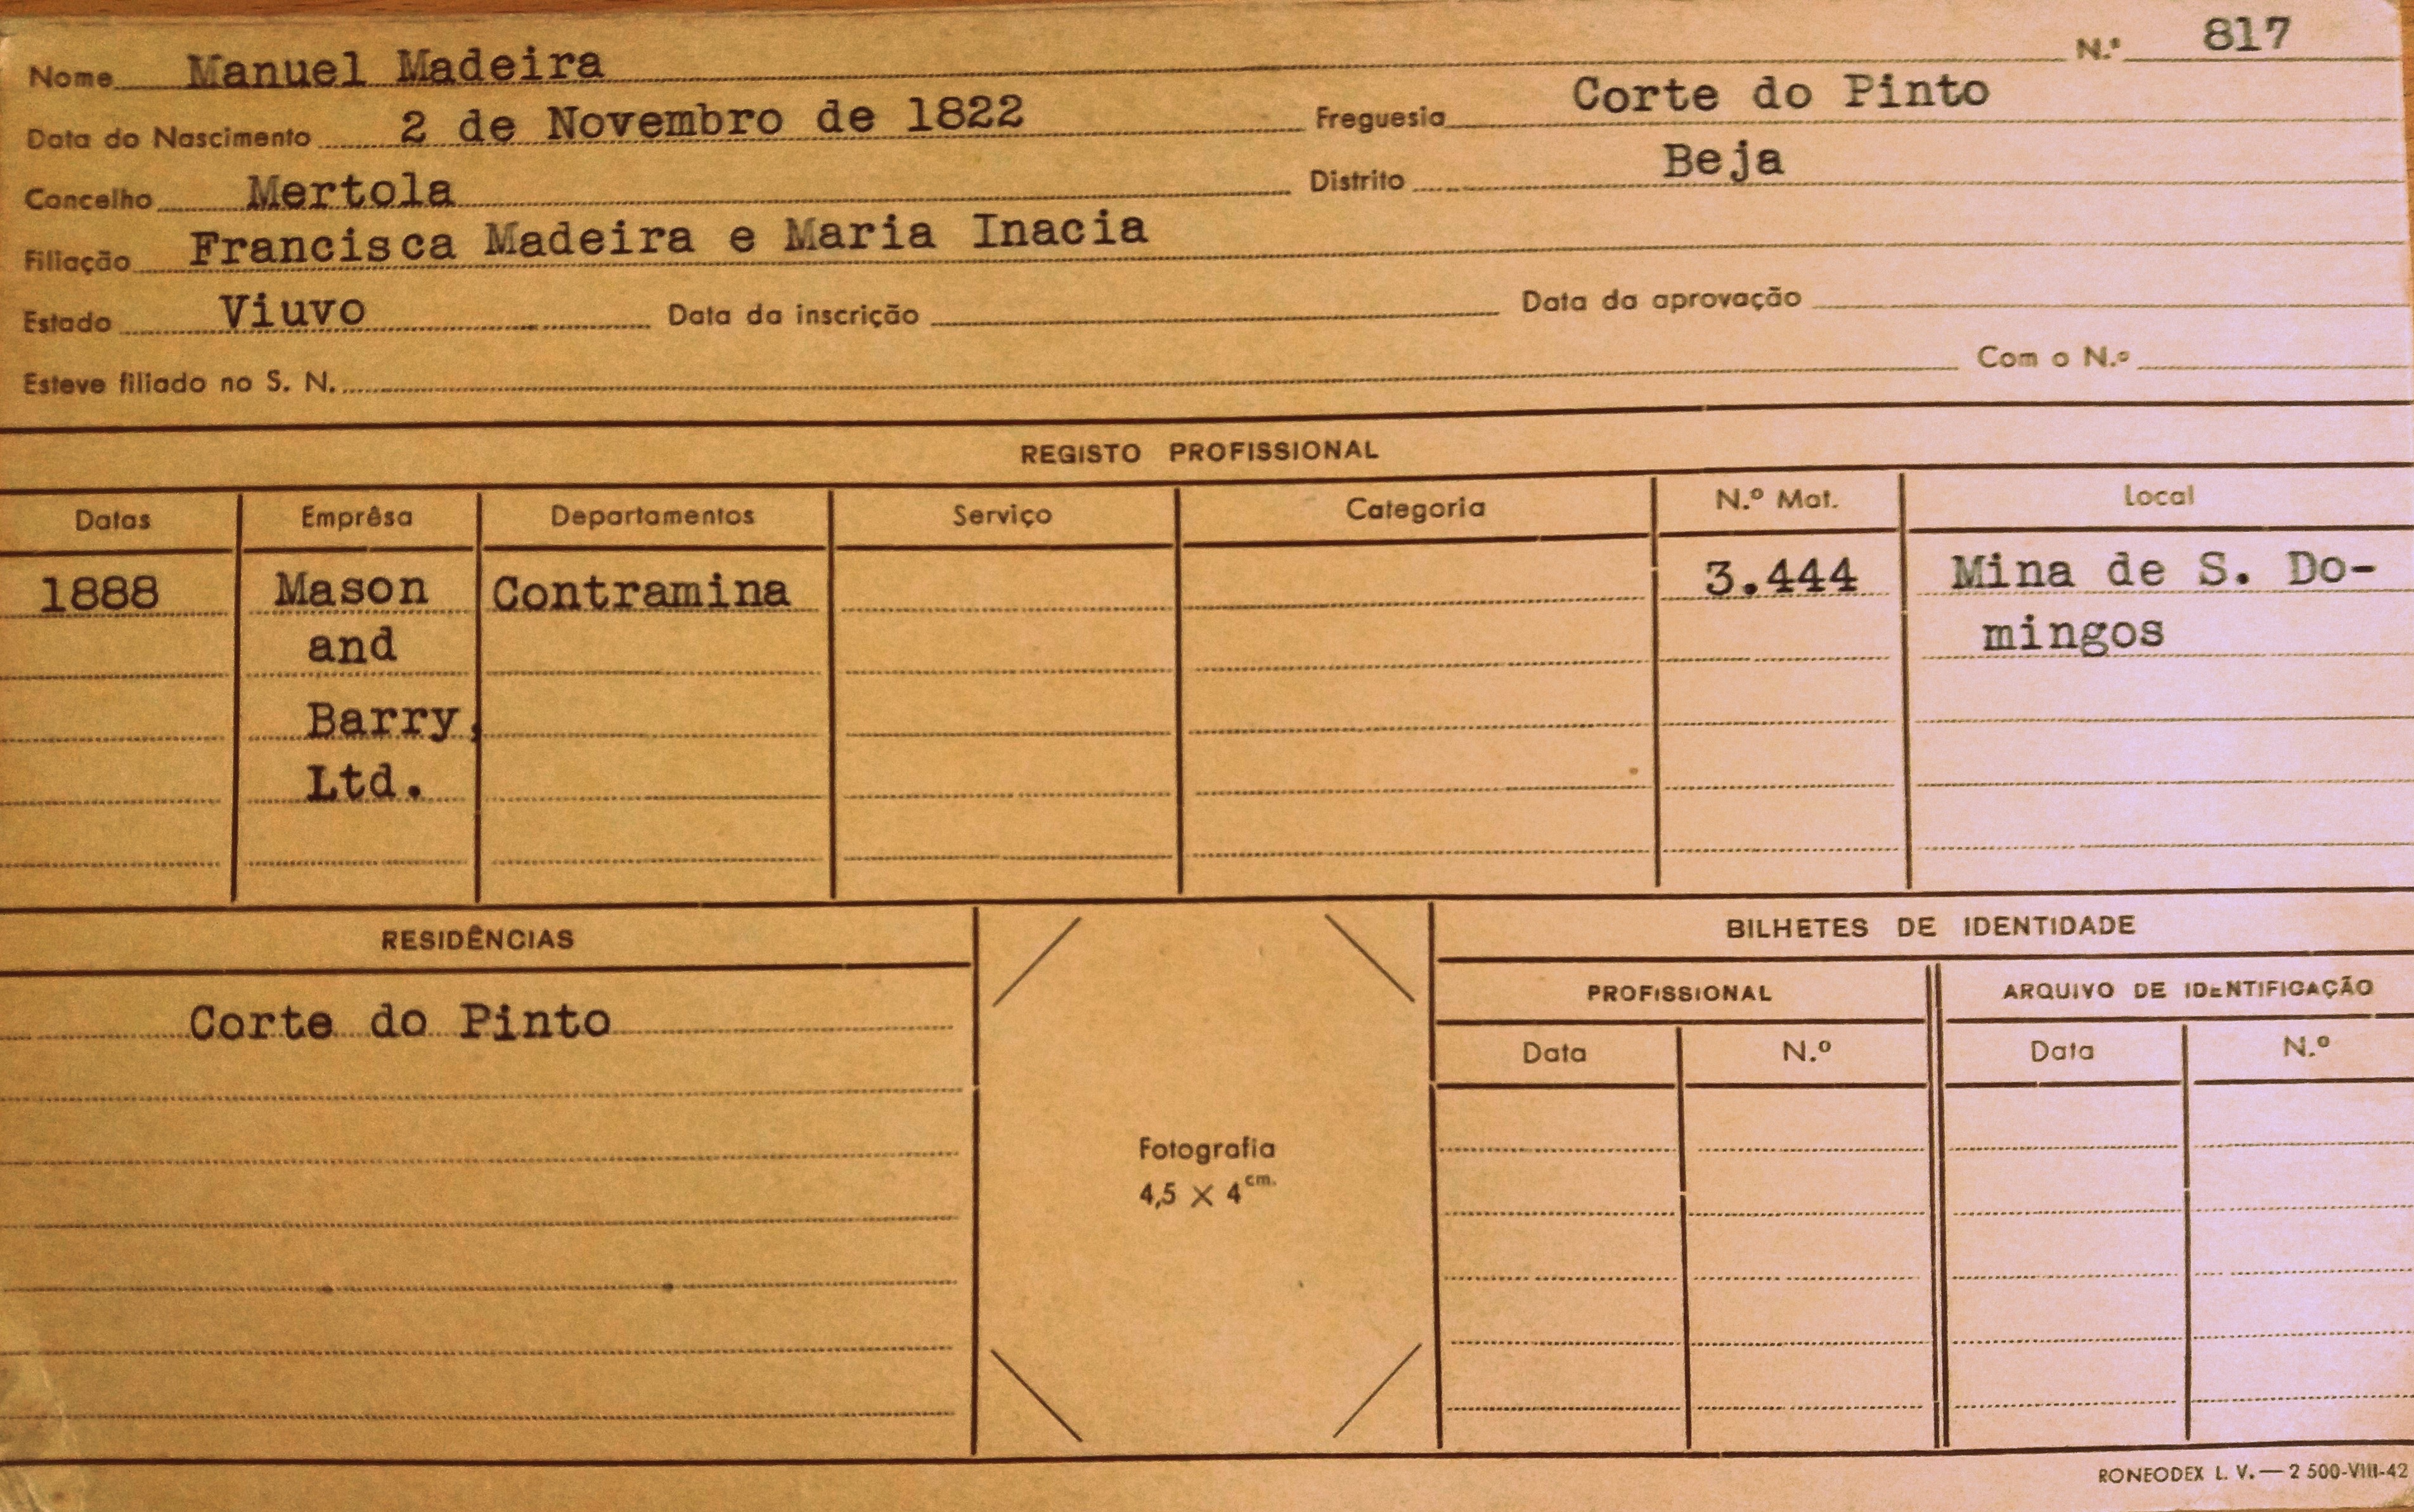 Nome Manuel Madeira N.º 817
Data do Nascimento 2 de Novembro de 1822 Freguesia Corte do Pinto
Concelho Mertola Distrito Beja
Filiação Francisca Madeira e Maria Inacia
Estado Viuvo Data da inscrição Data da aprovação
Esteve filiado no S. N. Com o N.º
REGISTO PROFISSIONAL
Datas Emprêsa Departamentos Serviço Categoria N.º Mat. Local
1888 Mason Contramina 3.444 Mina de S. Do-
and mingos
Barry,
Ltd.
RESIDÊNCIAS BILHETES DE IDENTIDADE
PROFISSIONAL ARQUIVO DE IDENTIFICAÇÃO
Corte do Pinto
Data N.º Data N.º
Fotografia
4,5 × 4 cm.
RONEODEX L. V. — 2 500-VIII-42